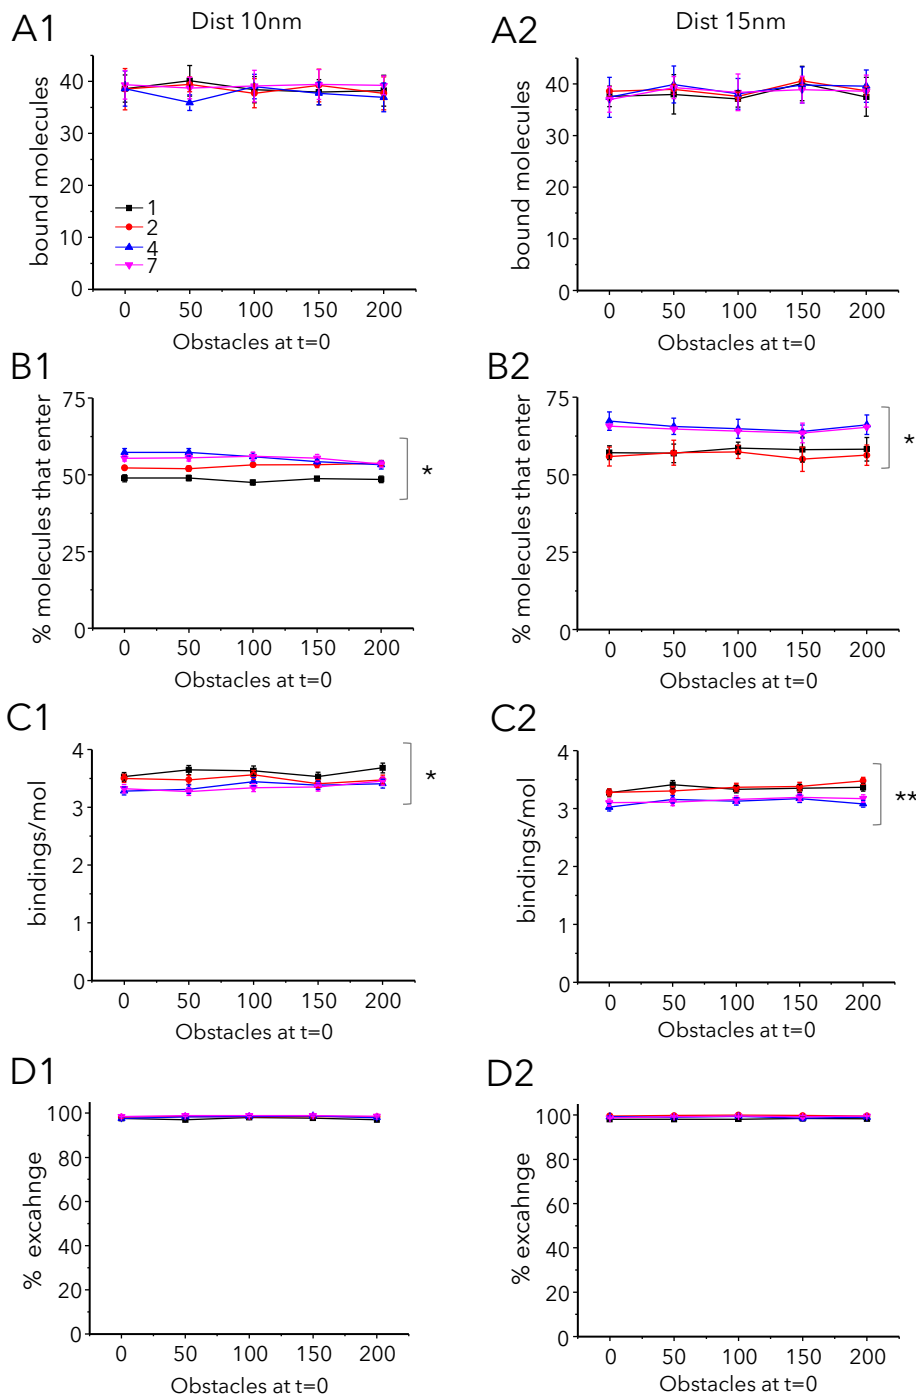 A1
Dist 10nm
A2
Dist 15nm
bound molecules
40
30
20
10
0
1
2
4
7
0 50 100 150 200
Obstacles at t=0
bound molecules
40
30
20
10
0
0 50 100 150 200
Obstacles at t=0
B1
% molecules that enter
75
50
25
0
*
0 50 100 150 200
Obstacles at t=0
B2
% molecules that enter
75
50
25
0
*
0 50 100 150 200
Obstacles at t=0
C1
bindings/mol
4
3
2
1
0
*
0 50 100 150 200
Obstacles at t=0
C2
bindings/mol
4
3
2
1
0
**
0 50 100 150 200
Obstacles at t=0
D1
% excahnge
100
80
60
40
20
0
0 50 100 150 200
Obstacles at t=0
D2
% excahnge
100
80
60
40
20
0
0 50 100 150 200
Obstacles at t=0